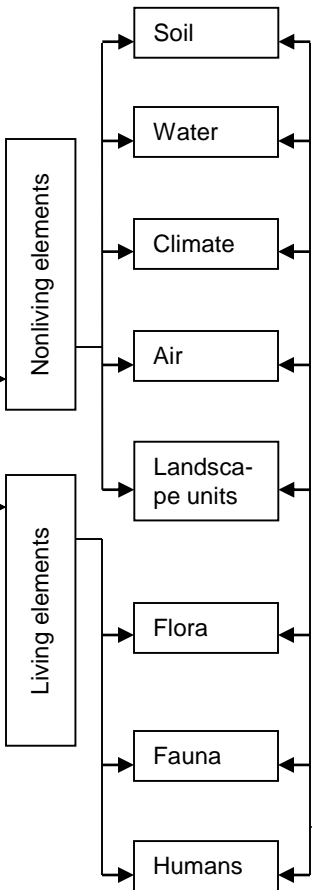 Nonliving elements
Soil
Water
Climate
Air
Landsca-
pe units
Living elements
Flora
Fauna
Humans